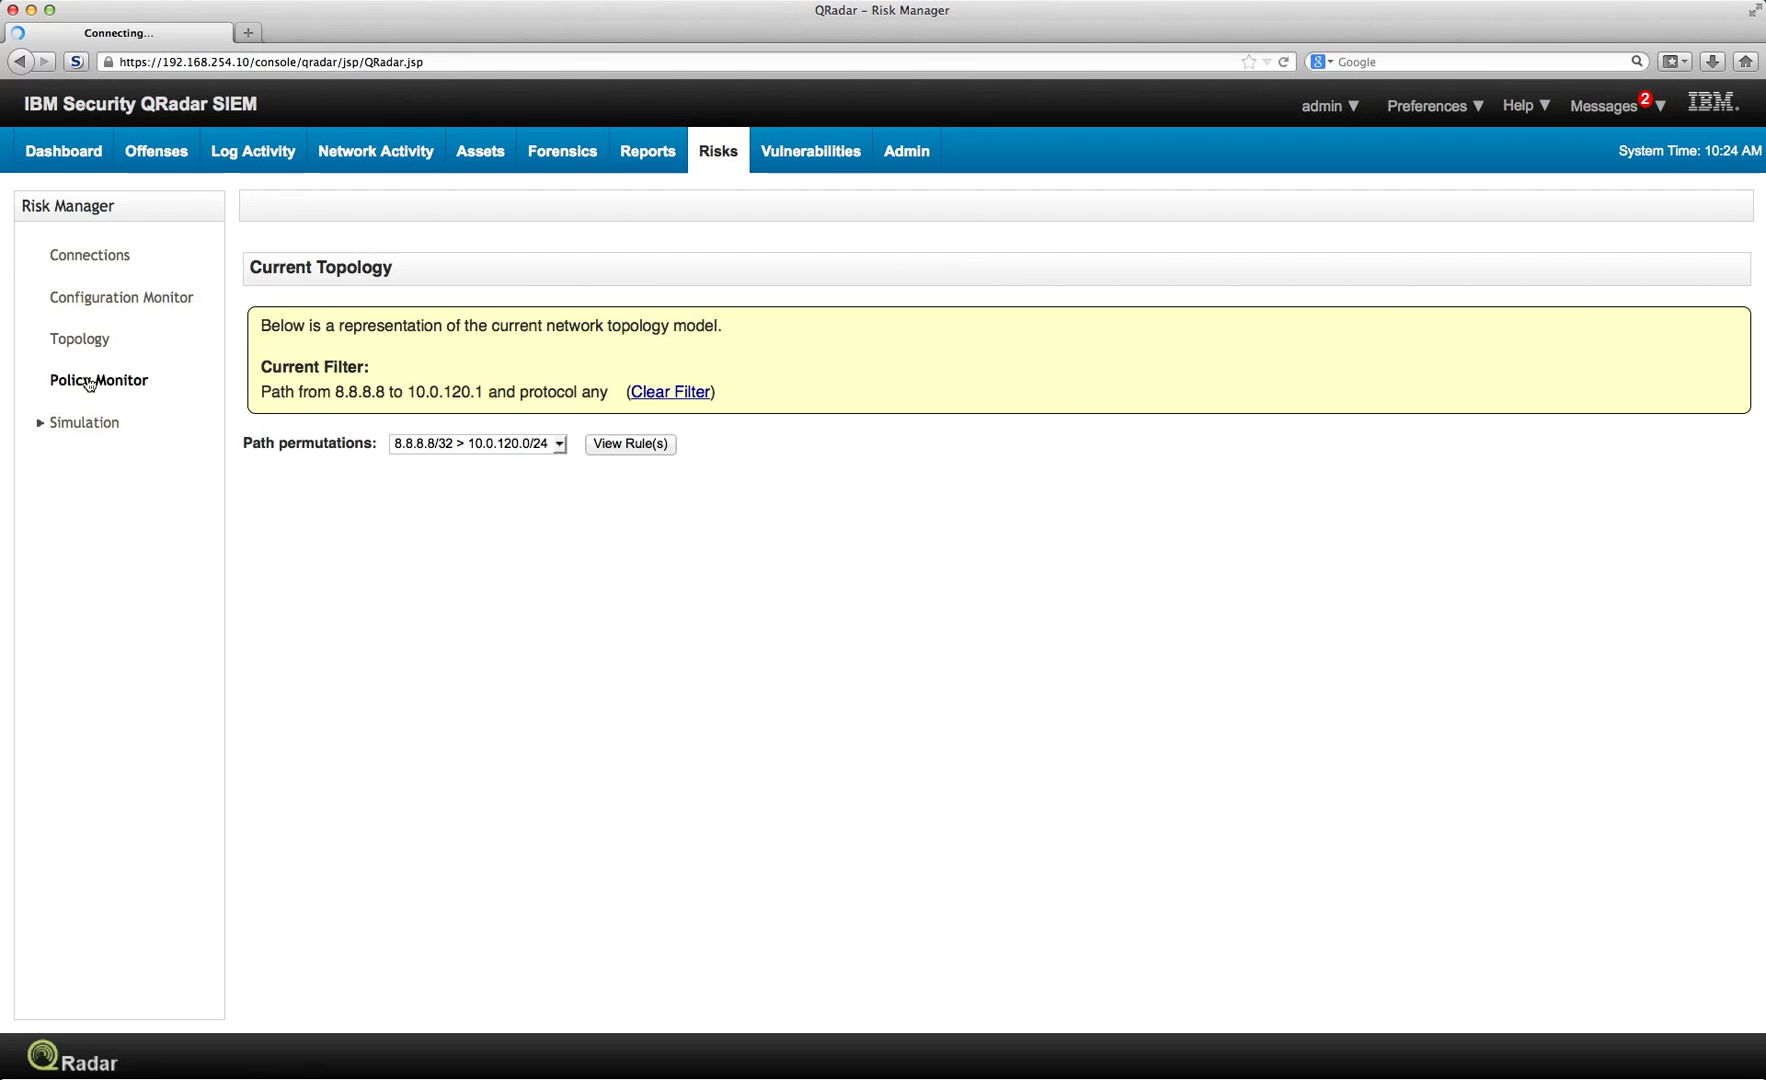 QRadar – Risk Manager
Connecting...
https://192.168.254.10/console/qradar/jsp/QRadar.jsp
Google
IBM Security QRadar SIEM
admin ▼ Preferences ▼ Help ▼ Messages 2 ▼ IBM.
Dashboard Offenses Log Activity Network Activity Assets Forensics Reports Risks Vulnerabilities Admin System Time: 10:24 AM
Risk Manager
Connections
Configuration Monitor
Topology
Policy Monitor
Simulation
Current Topology
Below is a representation of the current network topology model.
Current Filter:
Path from 8.8.8.8 to 10.0.120.1 and protocol any (Clear Filter)
Path permutations: 8.8.8.8/32 > 10.0.120.0/24 View Rule(s)
QRadar